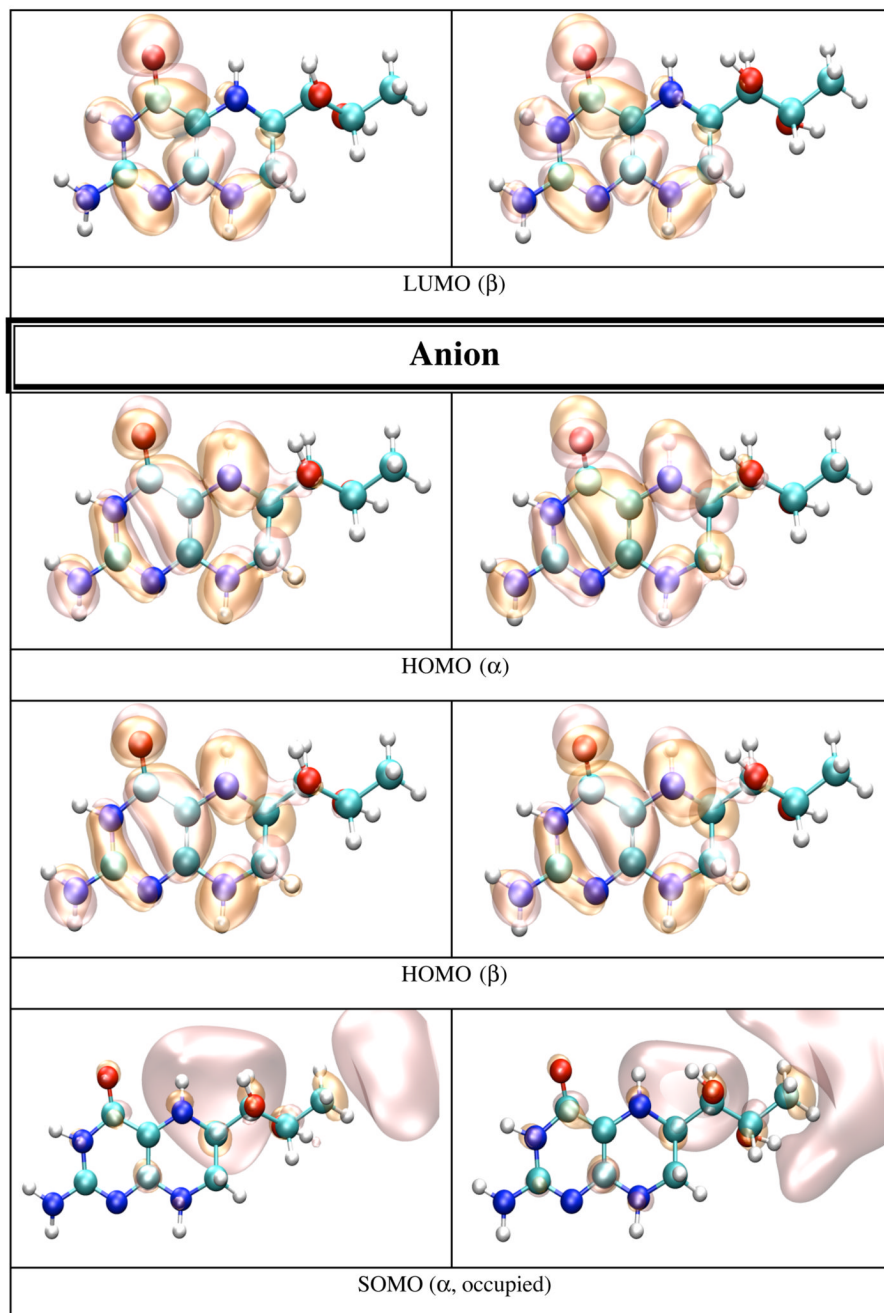 LUMO (β)
Anion
HOMO (α)
HOMO (β)
SOMO (α, occupied)